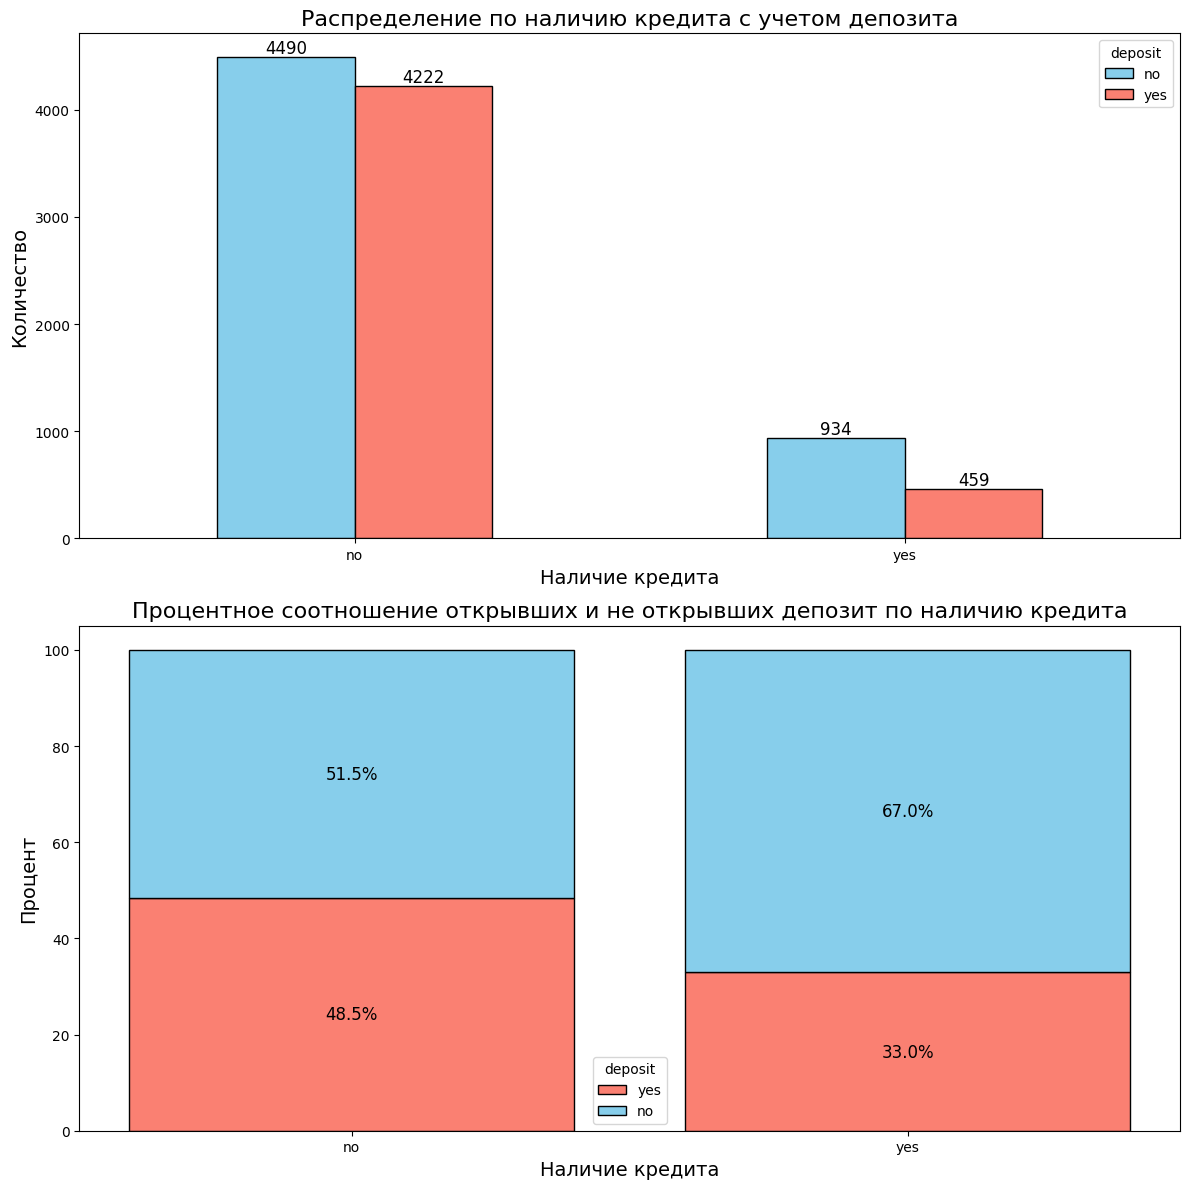 Распределение по наличию кредита с учетом депозита
4490
4222
934
459
deposit
no
yes
4000
3000
2000
1000
0
Количество
no
yes
Наличие кредита
Процентное соотношение открывших и не открывших депозит по наличию кредита
100
80
60
40
20
0
Процент
51.5%
67.0%
48.5%
33.0%
deposit
yes
no
no
yes
Наличие кредита